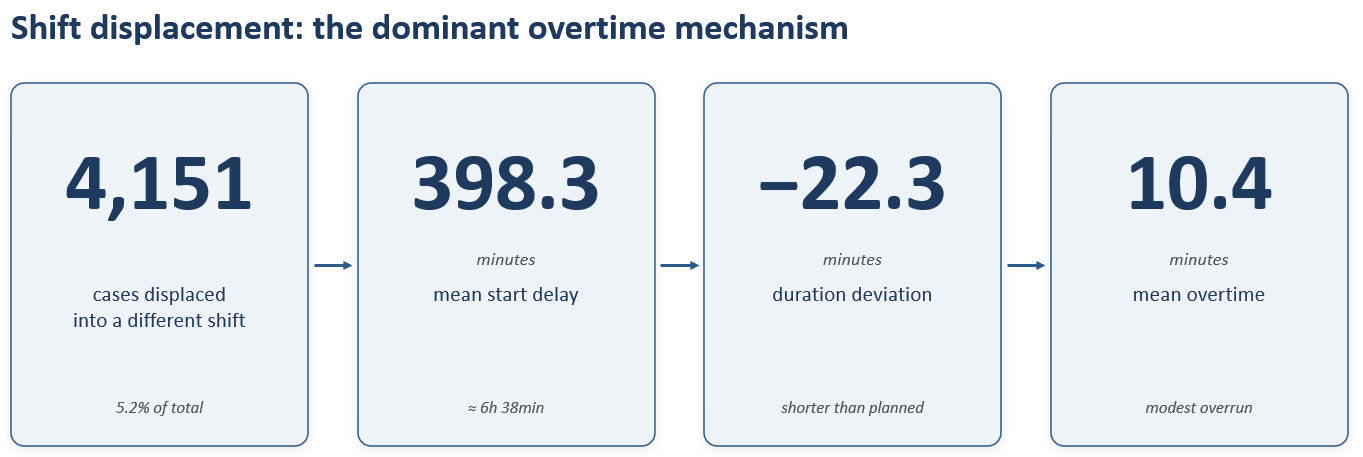 Shift displacement: the dominant overtime mechanism
4,151
cases displaced
into a different shift
5.2% of total
398.3
minutes
mean start delay
≈ 6h 38min
–22.3
minutes
duration deviation
shorter than planned
10.4
minutes
mean overtime
modest overrun